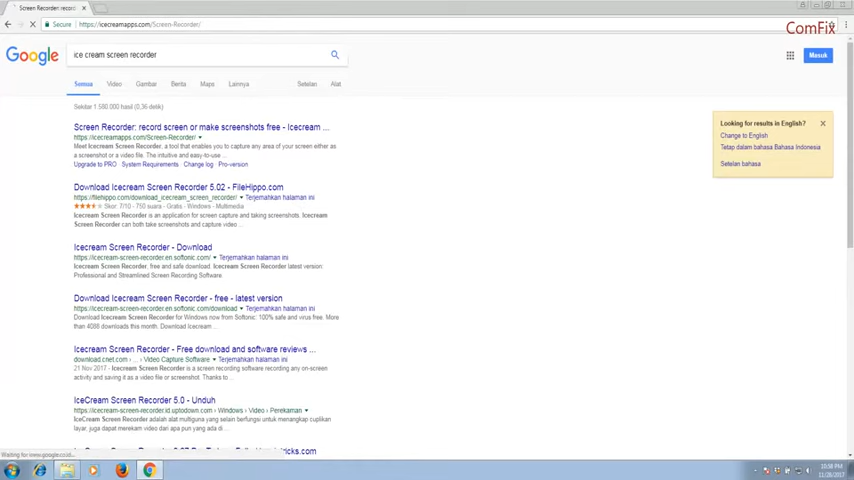 Screen Recorder: record
Secure
https://icecreamapps.com/Screen-Recorder/
ComFix
Google
ice cream screen recorder
Masuk
Semua Video Gambar Berita Maps Lainnya Setelan Alat
Sekitar 1.580.000 hasil (0,36 detik)
Screen Recorder: record screen or make screenshots free - Icecream ...
https://icecreamapps.com/Screen-Recorder/
Meet Icecream Screen Recorder, a tool that enables you to capture any area of your screen either as
a screenshot or a video file. The intuitive and easy-to-use ...
Upgrade to PRO System Requirements Change log Pro-version
Download Icecream Screen Recorder 5.02 - FileHippo.com
https://filehippo.com/download_icecream_screen_recorder/ Terjemahkan halaman ini
Skor: 7/10 - 750 suara - Gratis - Windows - Multimedia
Icecream Screen Recorder is an application for screen capture and taking screenshots. Icecream
Screen Recorder can both take screenshots and capture video ...
Icecream Screen Recorder - Download
https://icecream-screen-recorder.en.softonic.com/ Terjemahkan halaman ini
Icecream Screen Recorder, free and safe download. Icecream Screen Recorder latest version:
Professional and Streamlined Screen Recording Software
Download Icecream Screen Recorder - free - latest version
https://icecream-screen-recorder.en.softonic.com/download Terjemahkan halaman ini
Download Icecream Screen Recorder for Windows now from Softonic: 100% safe and virus free. More
than 4088 downloads this month. Download Icecream ...
Icecream Screen Recorder - Free download and software reviews ...
download.cnet.com › ... › Video Capture Software Terjemahkan halaman ini
21 Nov 2017 - Icecream Screen Recorder is a screen recording software recording any on-screen
activity and saving it as a video file or screenshot. Thanks to ...
IceCream Screen Recorder 5.0 - Unduh
https://icecream-screen-recorder.id.uptodown.com › Windows › Video › Perekaman
IceCream Screen Recorder adalah alat multiguna yang selain berfungsi untuk menangkap cuplikan
layar, juga dapat merekam video dari apa pun yang ada di ...
Looking for results in English?
Change to English
Tetap dalam bahasa Bahasa Indonesia
Setelan bahasa
Waiting for www.google.co.id...
10:58 PM
11/28/2017